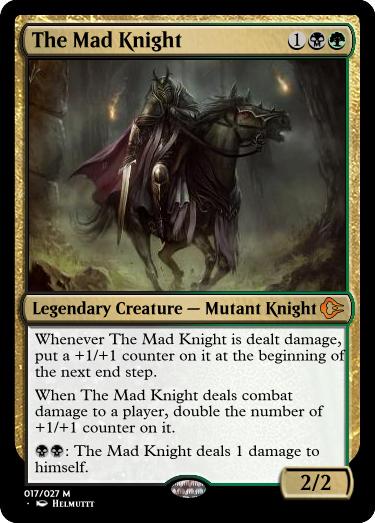 The Mad Knight 1
Legendary Creature — Mutant Knight
Whenever The Mad Knight is dealt damage,
put a +1/+1 counter on it at the beginning of
the next end step.
When The Mad Knight deals combat
damage to a player, double the number of
+1/+1 counter on it.
: The Mad Knight deals 1 damage to
himself.
2/2
017/027 M
· Helmuttt